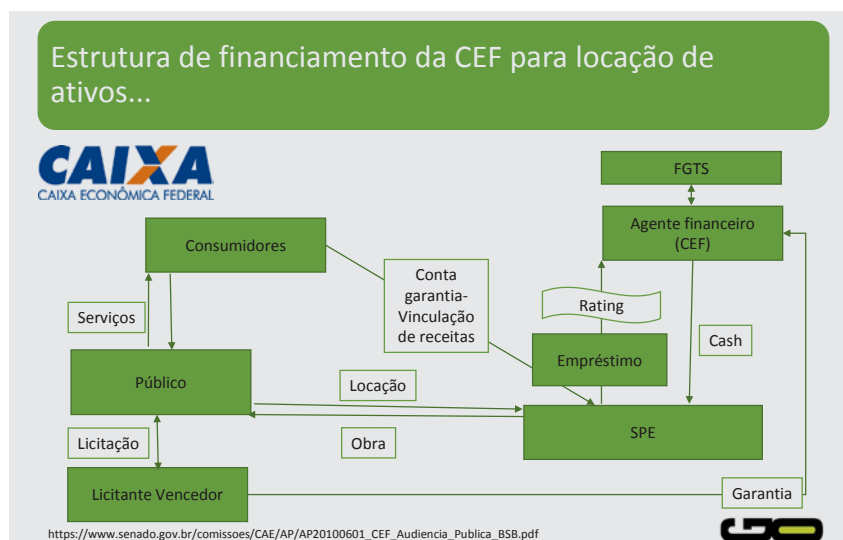 Estrutura de financiamento da CEF para locação de
ativos...
CAIXA
CAIXA ECONÔMICA FEDERAL
FGTS
Agente financeiro
(CEF)
Consumidores
Conta
garantia-
Vinculação
de receitas
Rating
Serviços
Cash
Empréstimo
Público
Locação
SPE
Licitação
Obra
Licitante Vencedor
Garantia
https://www.senado.gov.br/comissoes/CAE/AP/AP20100601_CEF_Audiencia_Publica_BSB.pdf